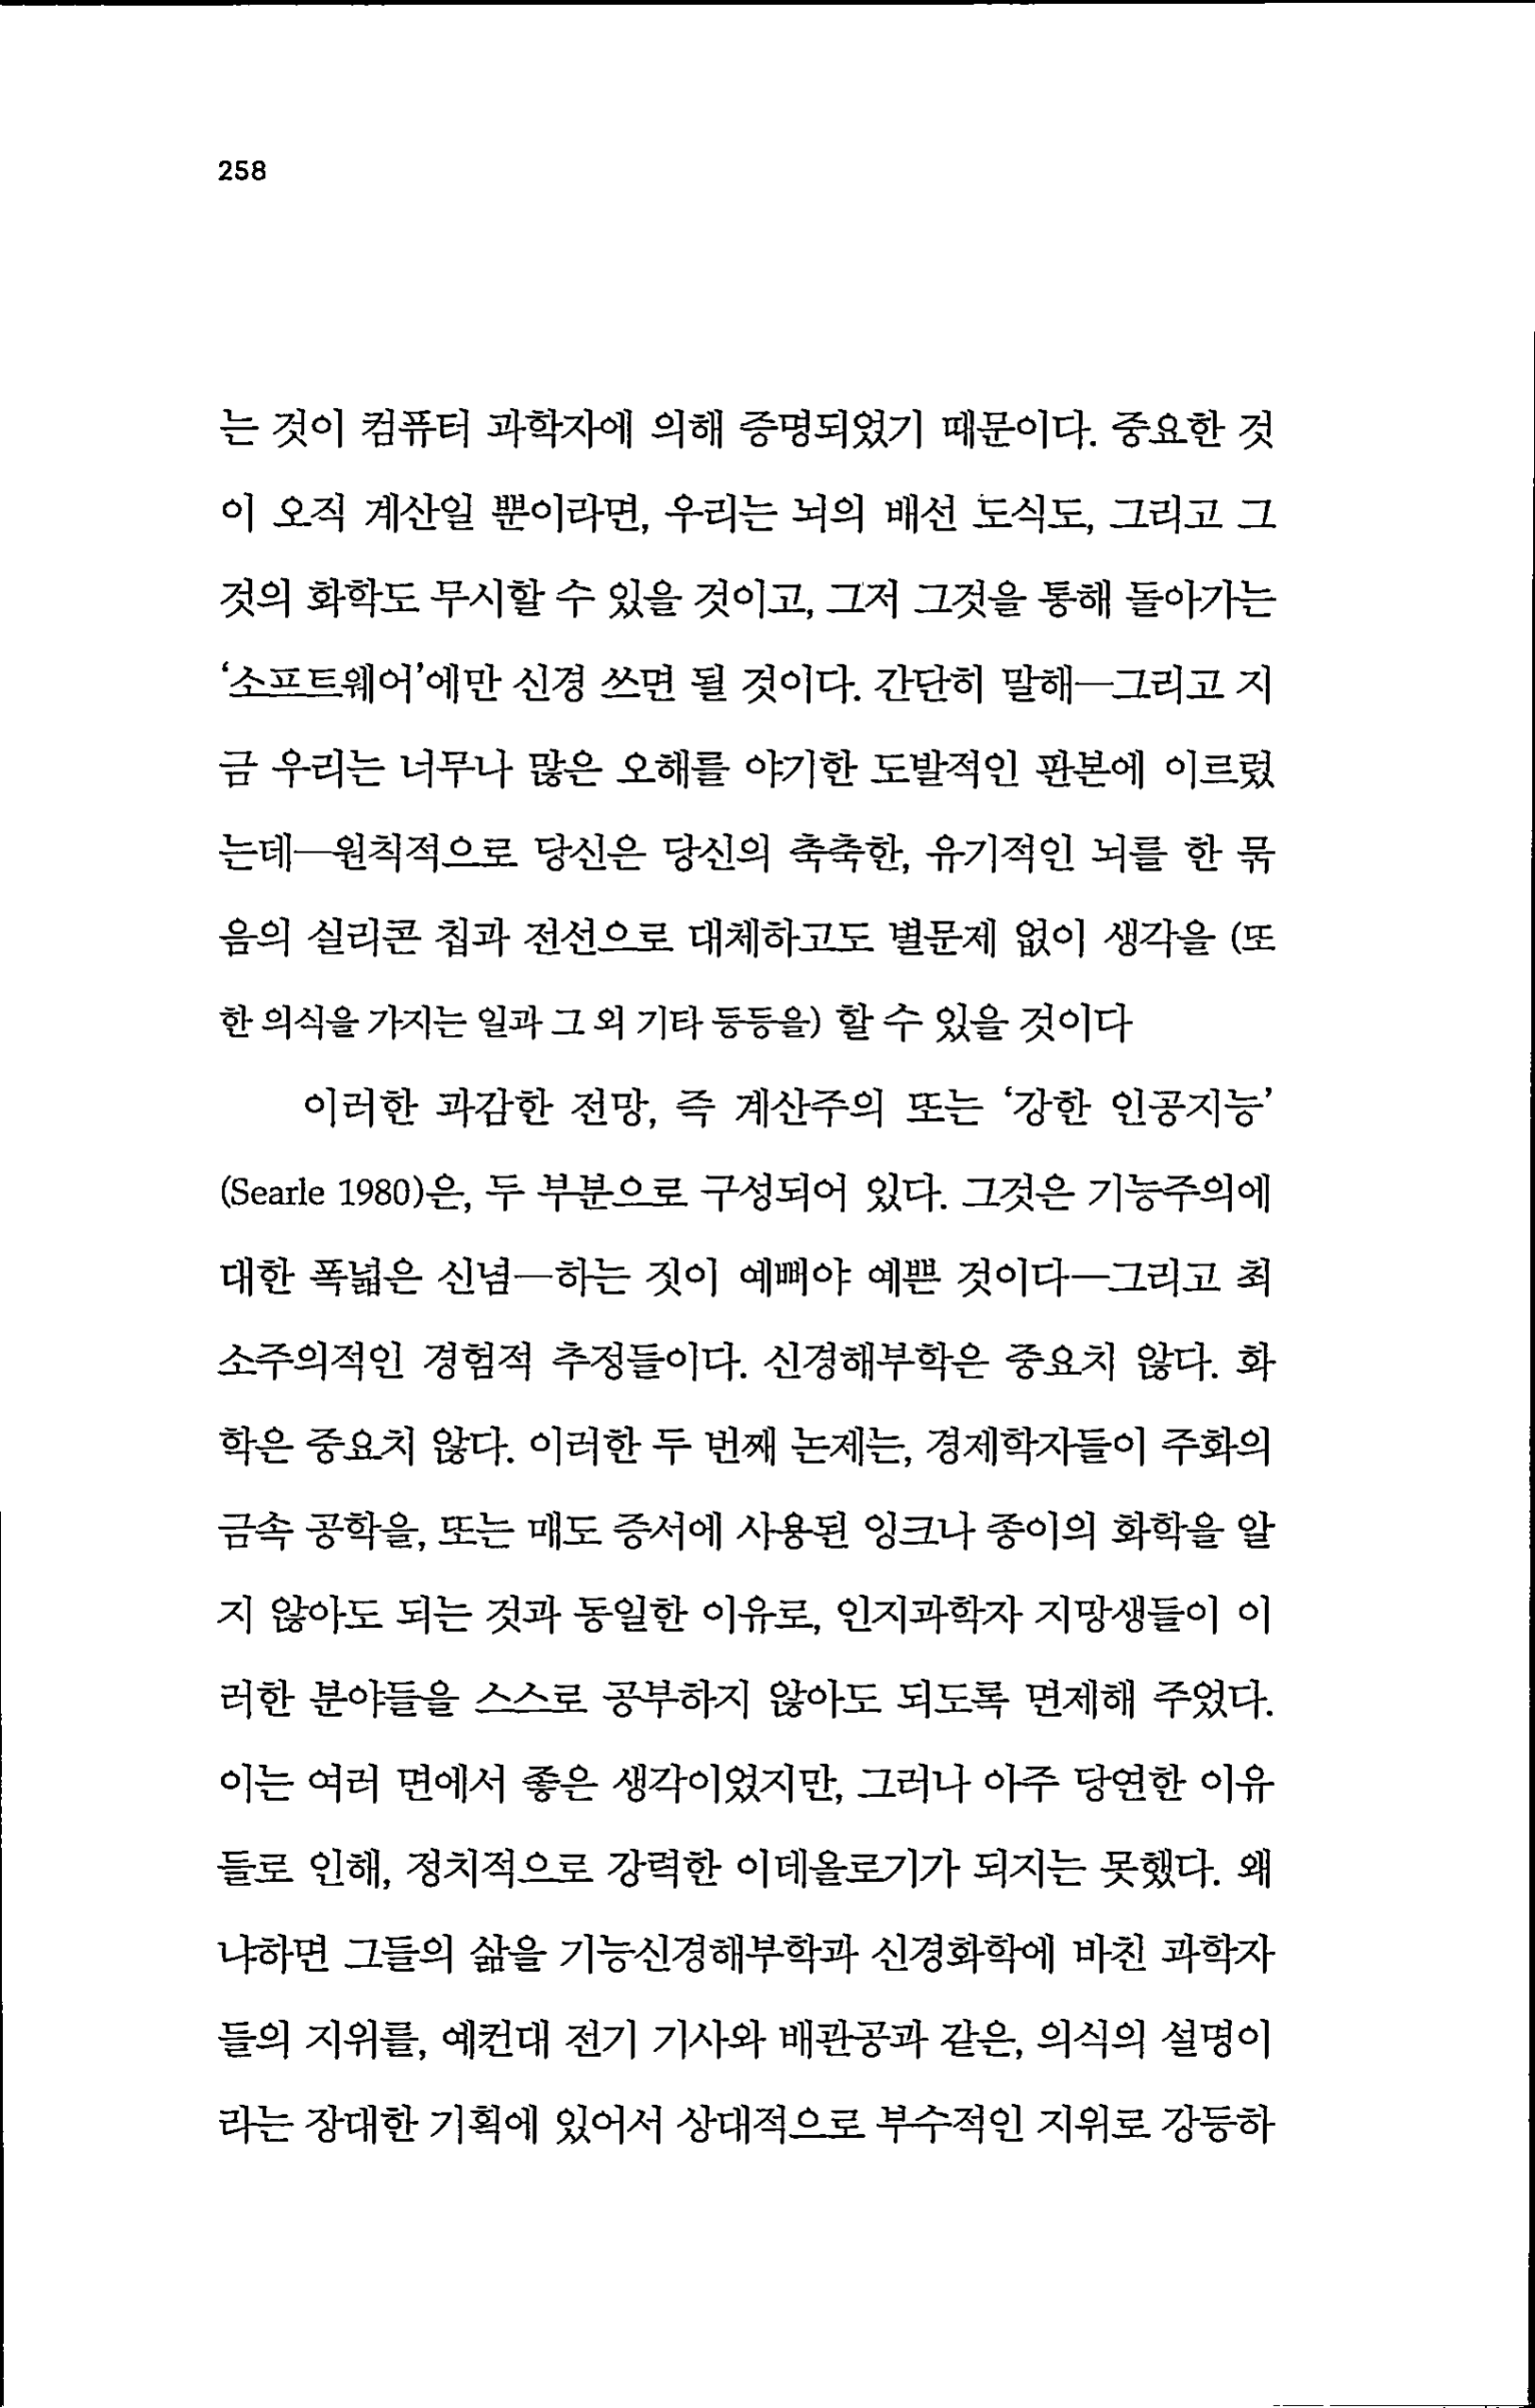 258
는 것이 컴퓨터 과학자에 의해 증명되었기 때문이다. 중요한 것
이 오직 계산일 뿐이라면, 우리는 뇌의 배선 도식도, 그리고 그
것의 화학도 무시할 수 있을 것이고, 그저 그것을 통해 돌아가는
‘소프트웨어’에만 신경 쓰면 될 것이다. 간단히 말해—그리고 지
금 우리는 너무나 많은 오해를 야기한 도발적인 판본에 이르렀
는데—원칙적으로 당신은 당신의 축축한, 유기적인 뇌를 한 묶
음의 실리콘 칩과 전선으로 대체하고도 별문제 없이 생각을 (또
한 의식을 가지는 일과 그 외 기타 등등을) 할 수 있을 것이다
이러한 과감한 전망, 즉 계산주의 또는 ‘강한 인공지능’
(Searle 1980)은, 두 부분으로 구성되어 있다. 그것은 기능주의에
대한 폭넓은 신념—하는 짓이 예뻐야 예쁜 것이다—그리고 최
소주의적인 경험적 추정들이다. 신경해부학은 중요치 않다. 화
학은 중요치 않다. 이러한 두 번째 논제는, 경제학자들이 주화의
금속 공학을, 또는 매도 증서에 사용된 잉크나 종이의 화학을 알
지 않아도 되는 것과 동일한 이유로, 인지과학자 지망생들이 이
러한 분야들을 스스로 공부하지 않아도 되도록 면제해 주었다.
이는 여러 면에서 좋은 생각이었지만, 그러나 아주 당연한 이유
들로 인해, 정치적으로 강력한 이데올로기가 되지는 못했다. 왜
냐하면 그들의 삶을 기능신경해부학과 신경화학에 바친 과학자
들의 지위를, 예컨대 전기 기사와 배관공과 같은, 의식의 설명이
라는 장대한 기획에 있어서 상대적으로 부수적인 지위로 강등하